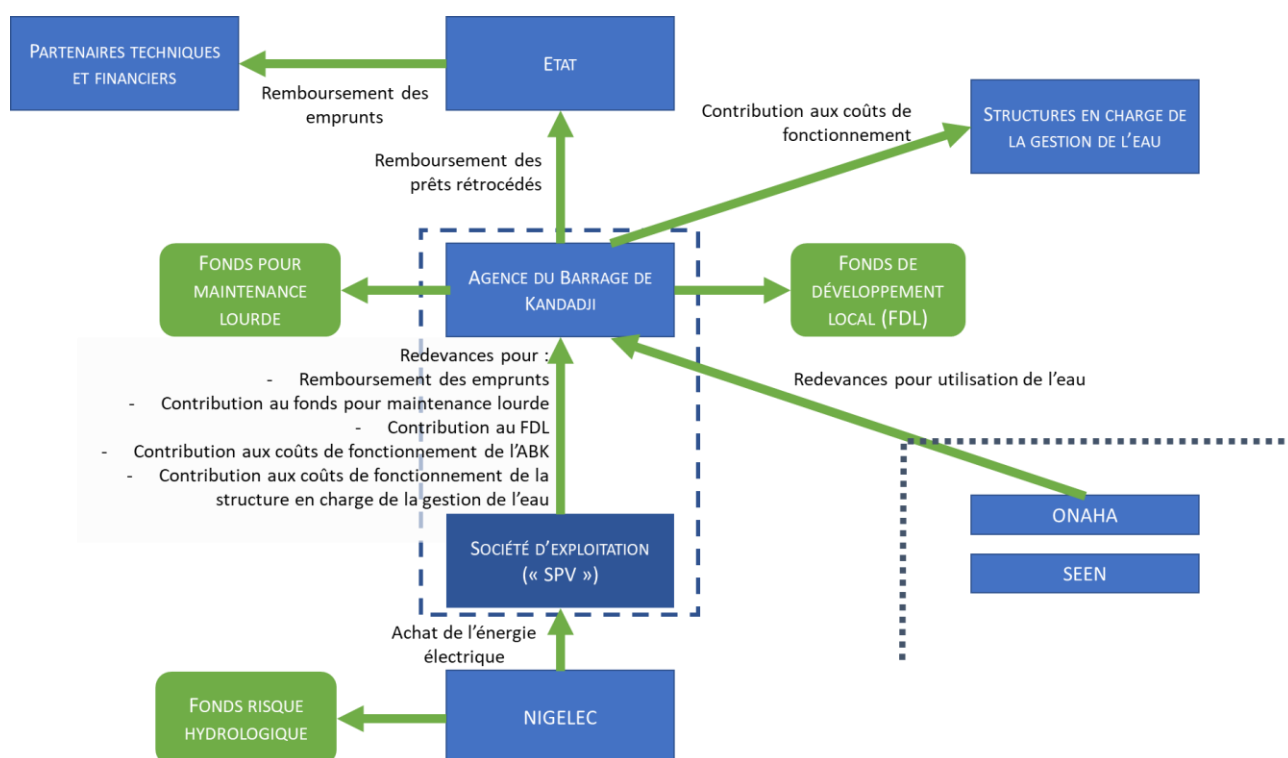 PARTENAIRES TECHNIQUES
ET FINANCIERS
ETAT
Remboursement des
emprunts
Contribution aux coûts de
fonctionnement
STRUCTURES EN CHARGE DE
LA GESTION DE L’EAU
Remboursement des
prêts rétrocédés
FONDS POUR
MAINTENANCE
LOURDE
AGENCE DU BARRAGE DE
KANDADJI
FONDS DE
DÉVELOPPEMENT
LOCAL (FDL)
Redevances pour :
- Remboursement des emprunts
- Contribution au fonds pour maintenance lourde
- Contribution au FDL
- Contribution aux coûts de fonctionnement de l’ABK
- Contribution aux coûts de fonctionnement de la
structure en charge de la gestion de l’eau
Redevances pour utilisation de l’eau
ONAHA
SEEN
SOCIÉTÉ D’EXPLOITATION
(« SPV »)
Achat de l’énergie
électrique
FONDS RISQUE
HYDROLOGIQUE
NIGELEC